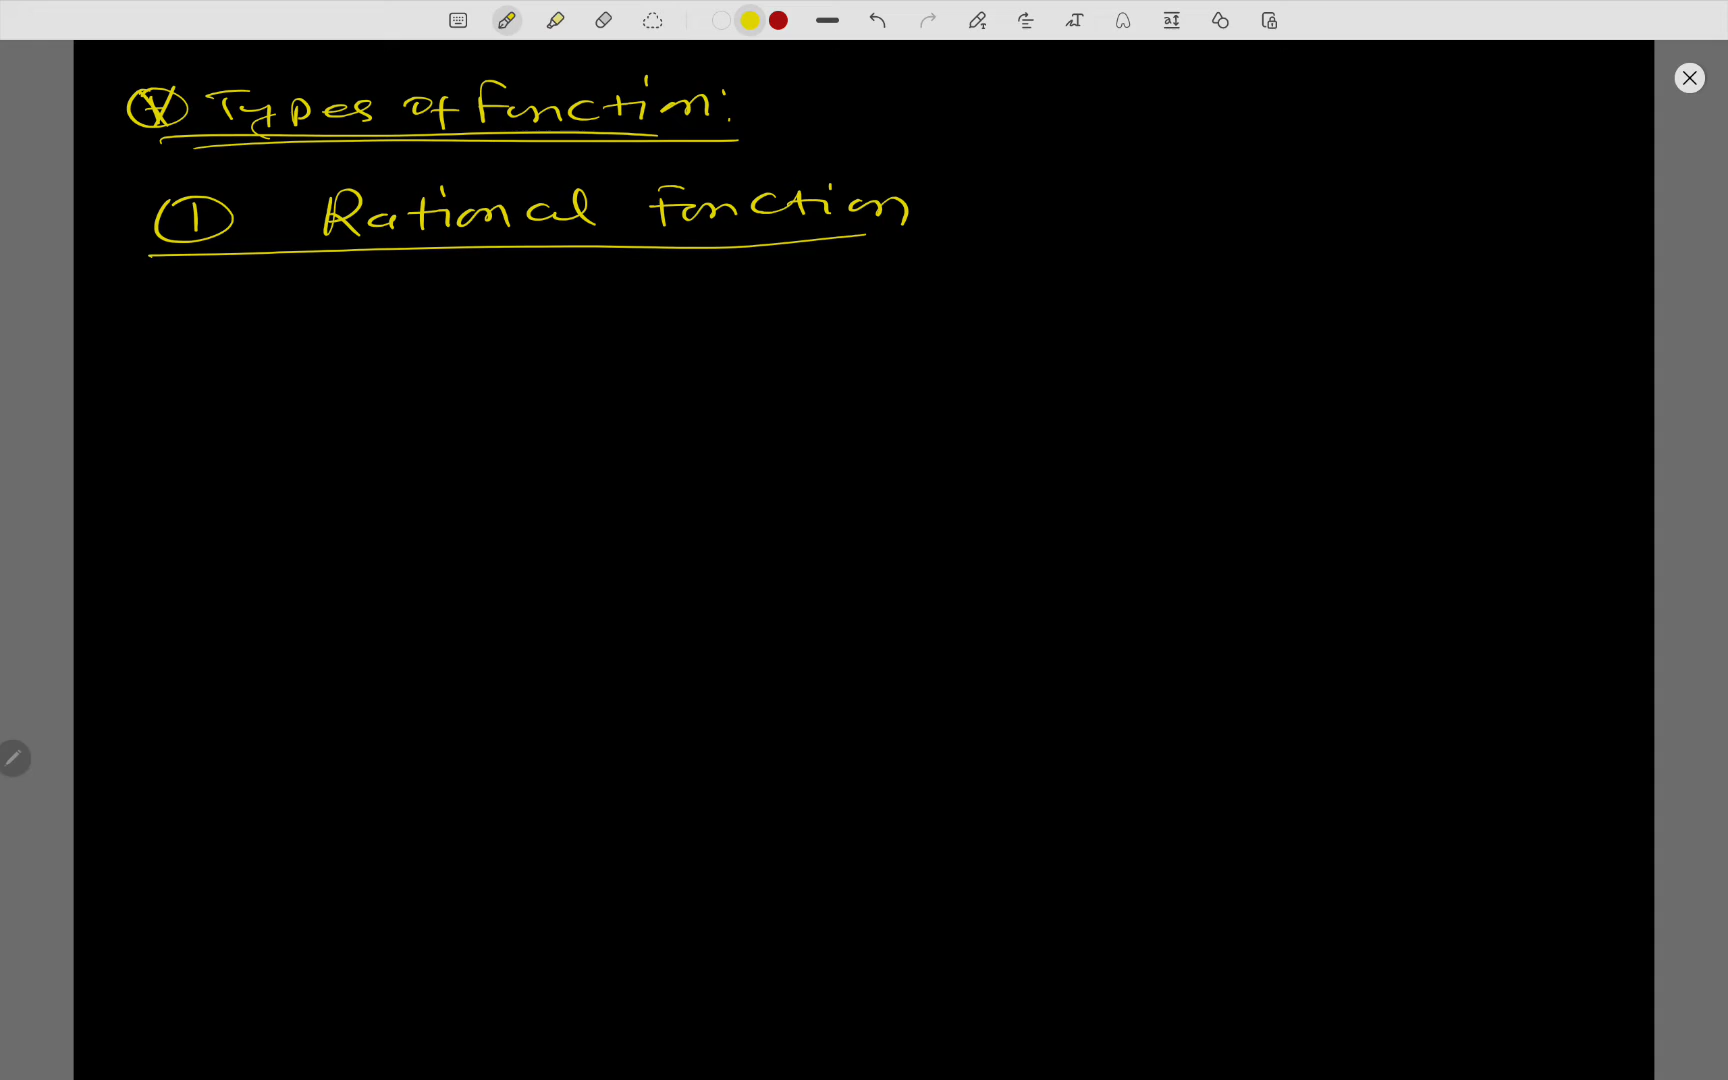 Types of Function:
① Rational Function